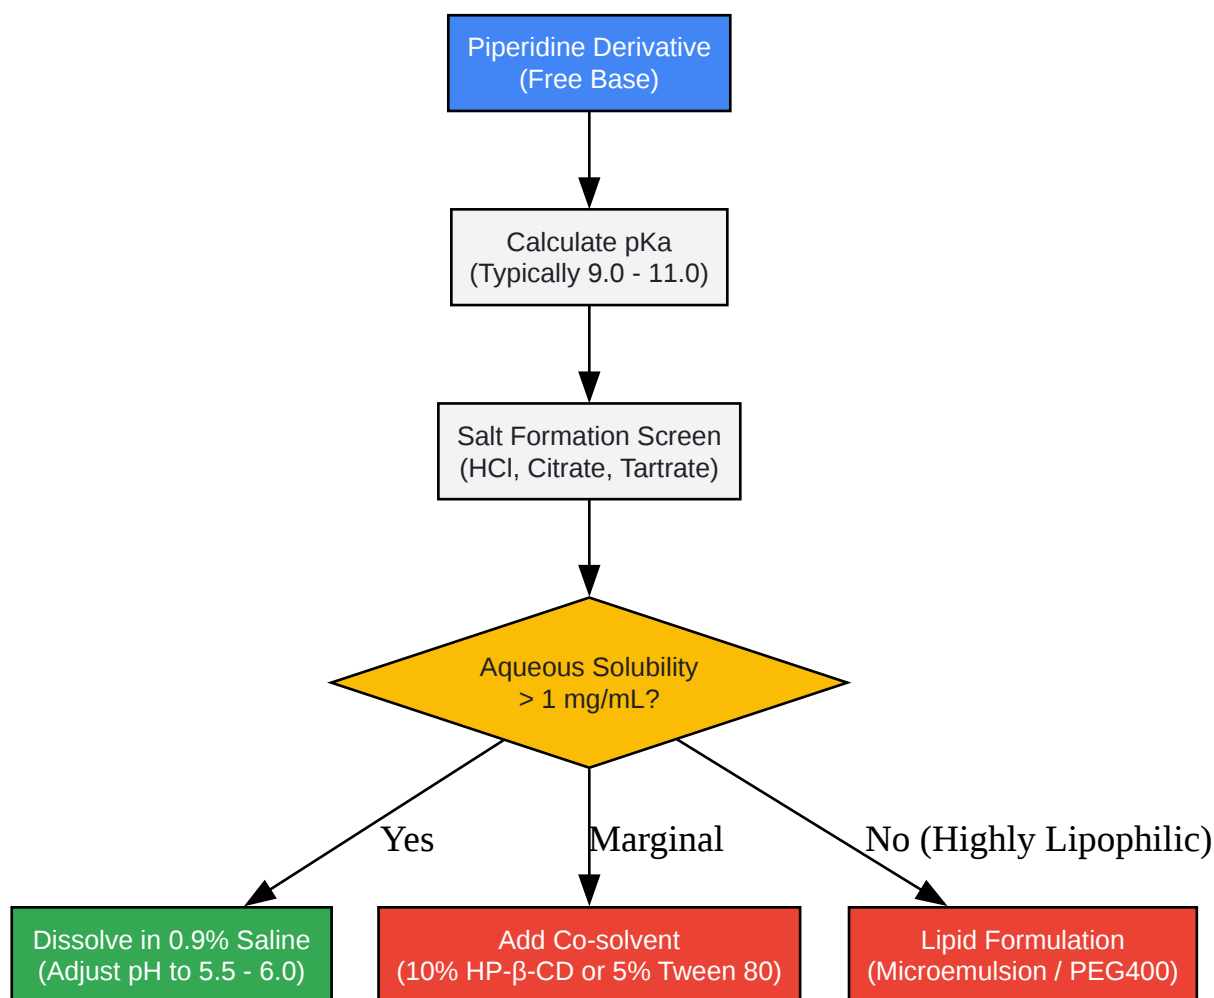 Piperidine Derivative
(Free Base)
Calculate pKa
(Typically 9.0 - 11.0)
Salt Formation Screen
(HCl, Citrate, Tartrate)
Aqueous Solubility
> 1 mg/mL?
Yes
Marginal
No (Highly Lipophilic)
Dissolve in 0.9% Saline
(Adjust pH to 5.5 - 6.0)
Add Co-solvent
(10% HP-β-CD or 5% Tween 80)
Lipid Formulation
(Microemulsion / PEG400)